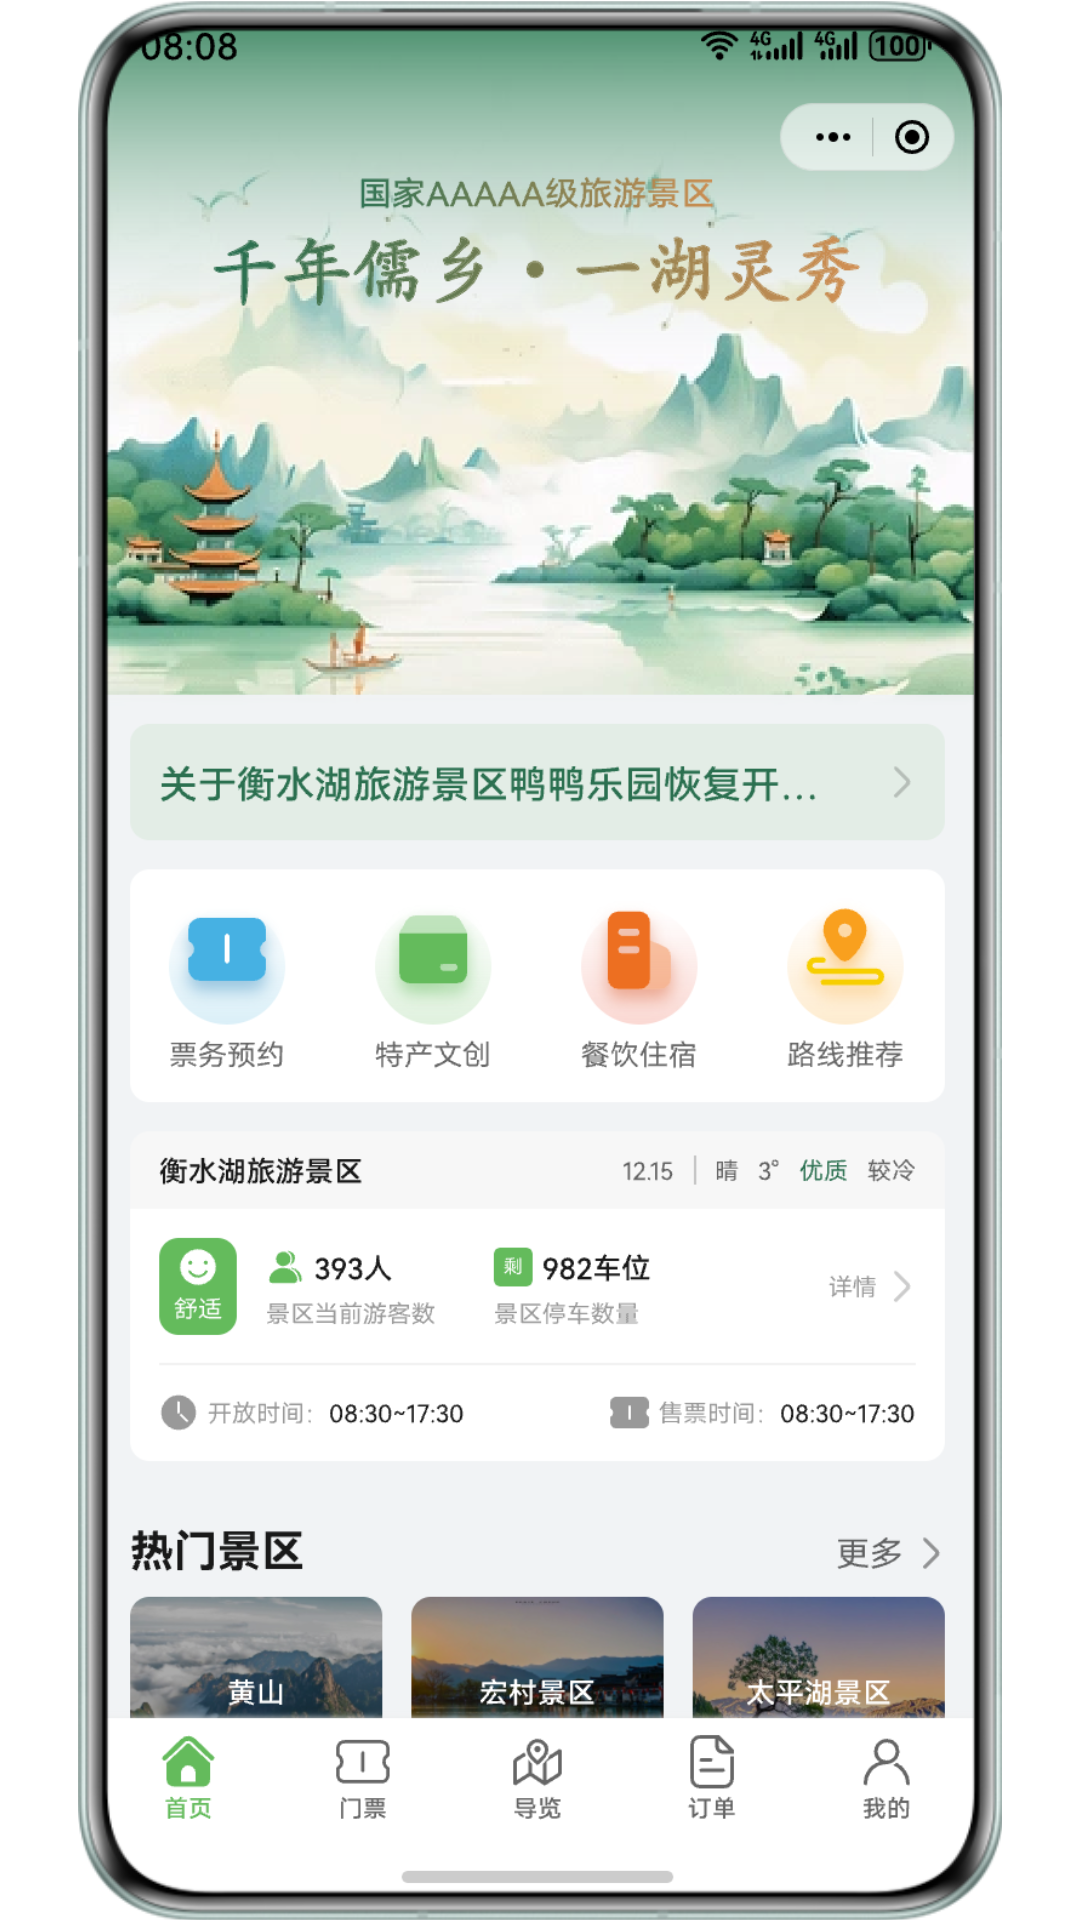 08:08
4G 4G 100
国家AAAAA级旅游景区
千年儒乡·一湖灵秀
关于衡水湖旅游景区鸭鸭乐园恢复开...
票务预约 特产文创 餐饮住宿 路线推荐
衡水湖旅游景区 12.15 晴 3° 优质 较冷
舒适 393人 剩 982车位
景区当前游客数 景区停车数量 详情
开放时间: 08:30~17:30 售票时间: 08:30~17:30
热门景区 更多
黄山 宏村景区 太平湖景区
首页 门票 导览 订单 我的